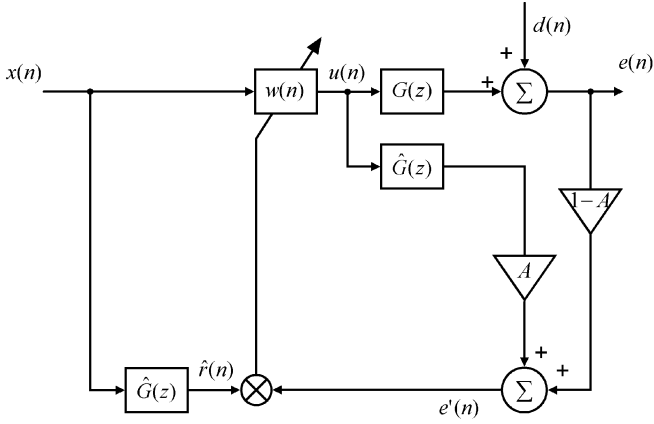 d(n)
+
x(n)
w(n)
u(n)
G(z)
+
Σ
e(n)
Ĝ(z)
1−A
A
+
+
Ĝ(z)
r̂(n)
Σ
e'(n)